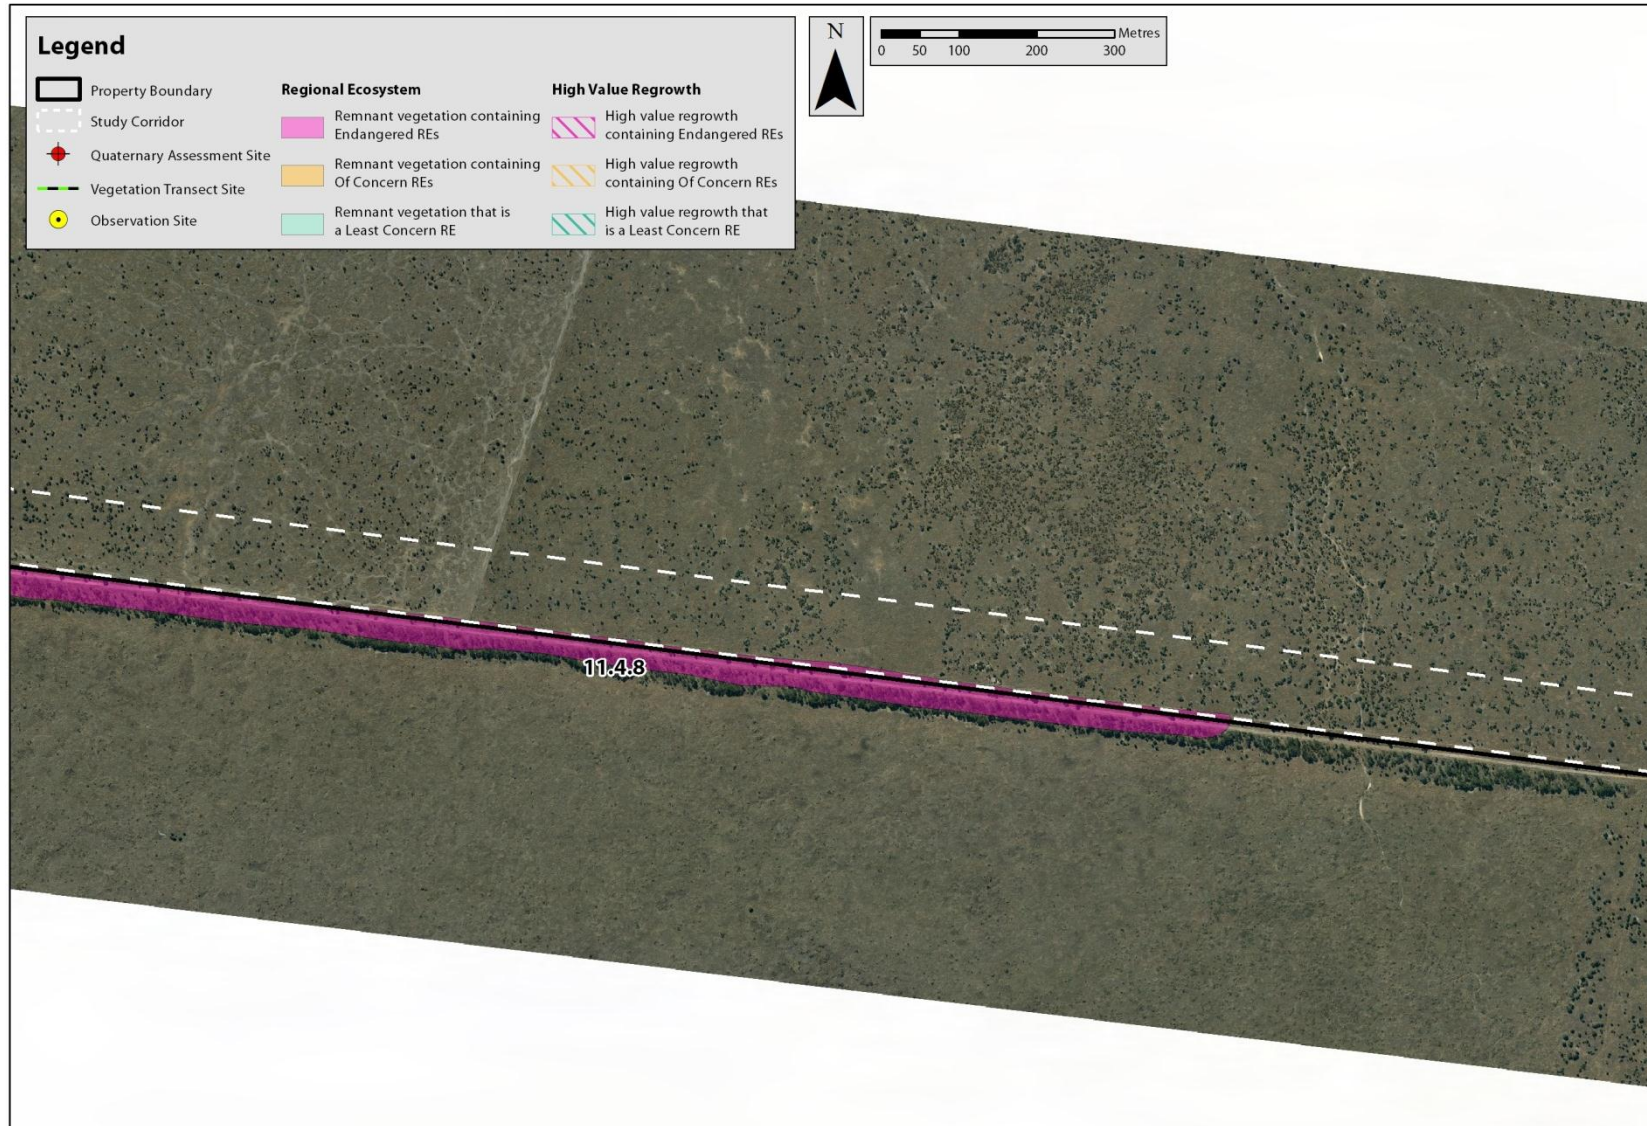 Legend
Property Boundary
Study Corridor
Quaternary Assessment Site
Vegetation Transect Site
Observation Site
Regional Ecosystem
Remnant vegetation containing
Endangered REs
Remnant vegetation containing
Of Concern REs
Remnant vegetation that is
a Least Concern RE
High Value Regrowth
High value regrowth
containing Endangered REs
High value regrowth
containing Of Concern REs
High value regrowth that
is a Least Concern RE
N
Metres
0 50 100 200 300
11.4.8